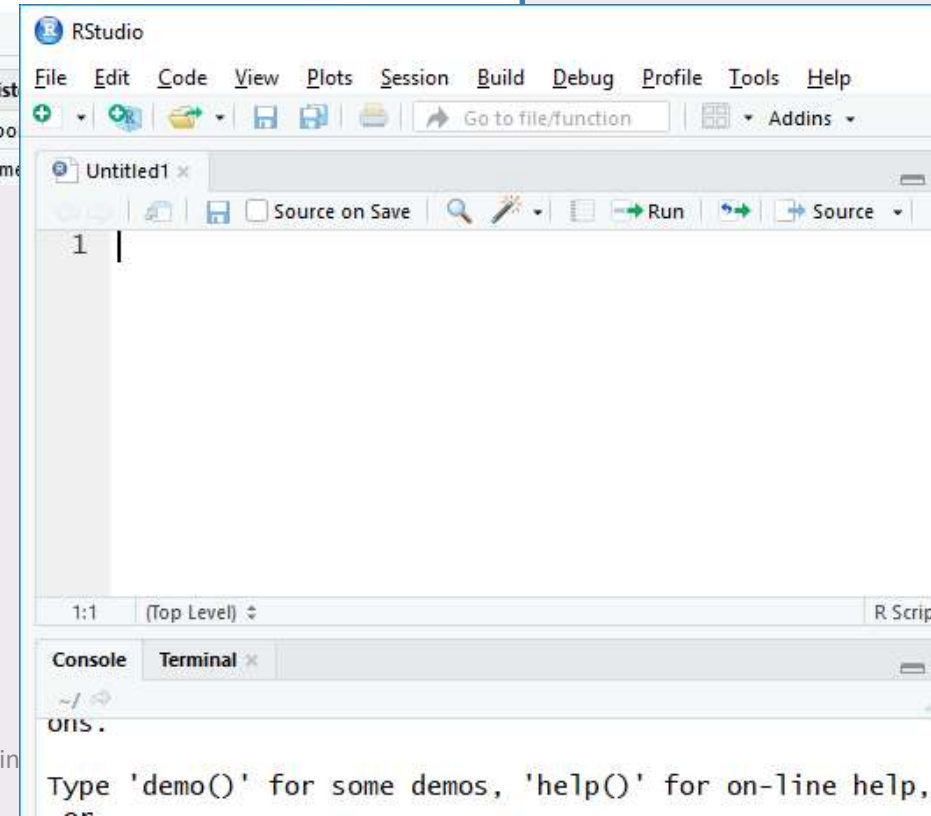 RStudio
File Edit Code View Plots Session Build Debug Profile Tools Help
Go to file/function Addins
Untitled1
Source on Save Run Source
1
1:1 (Top Level) R Scrip
Console Terminal
~/
ons.
in
Type 'demo()' for some demos, 'help()' for on-line help,
or